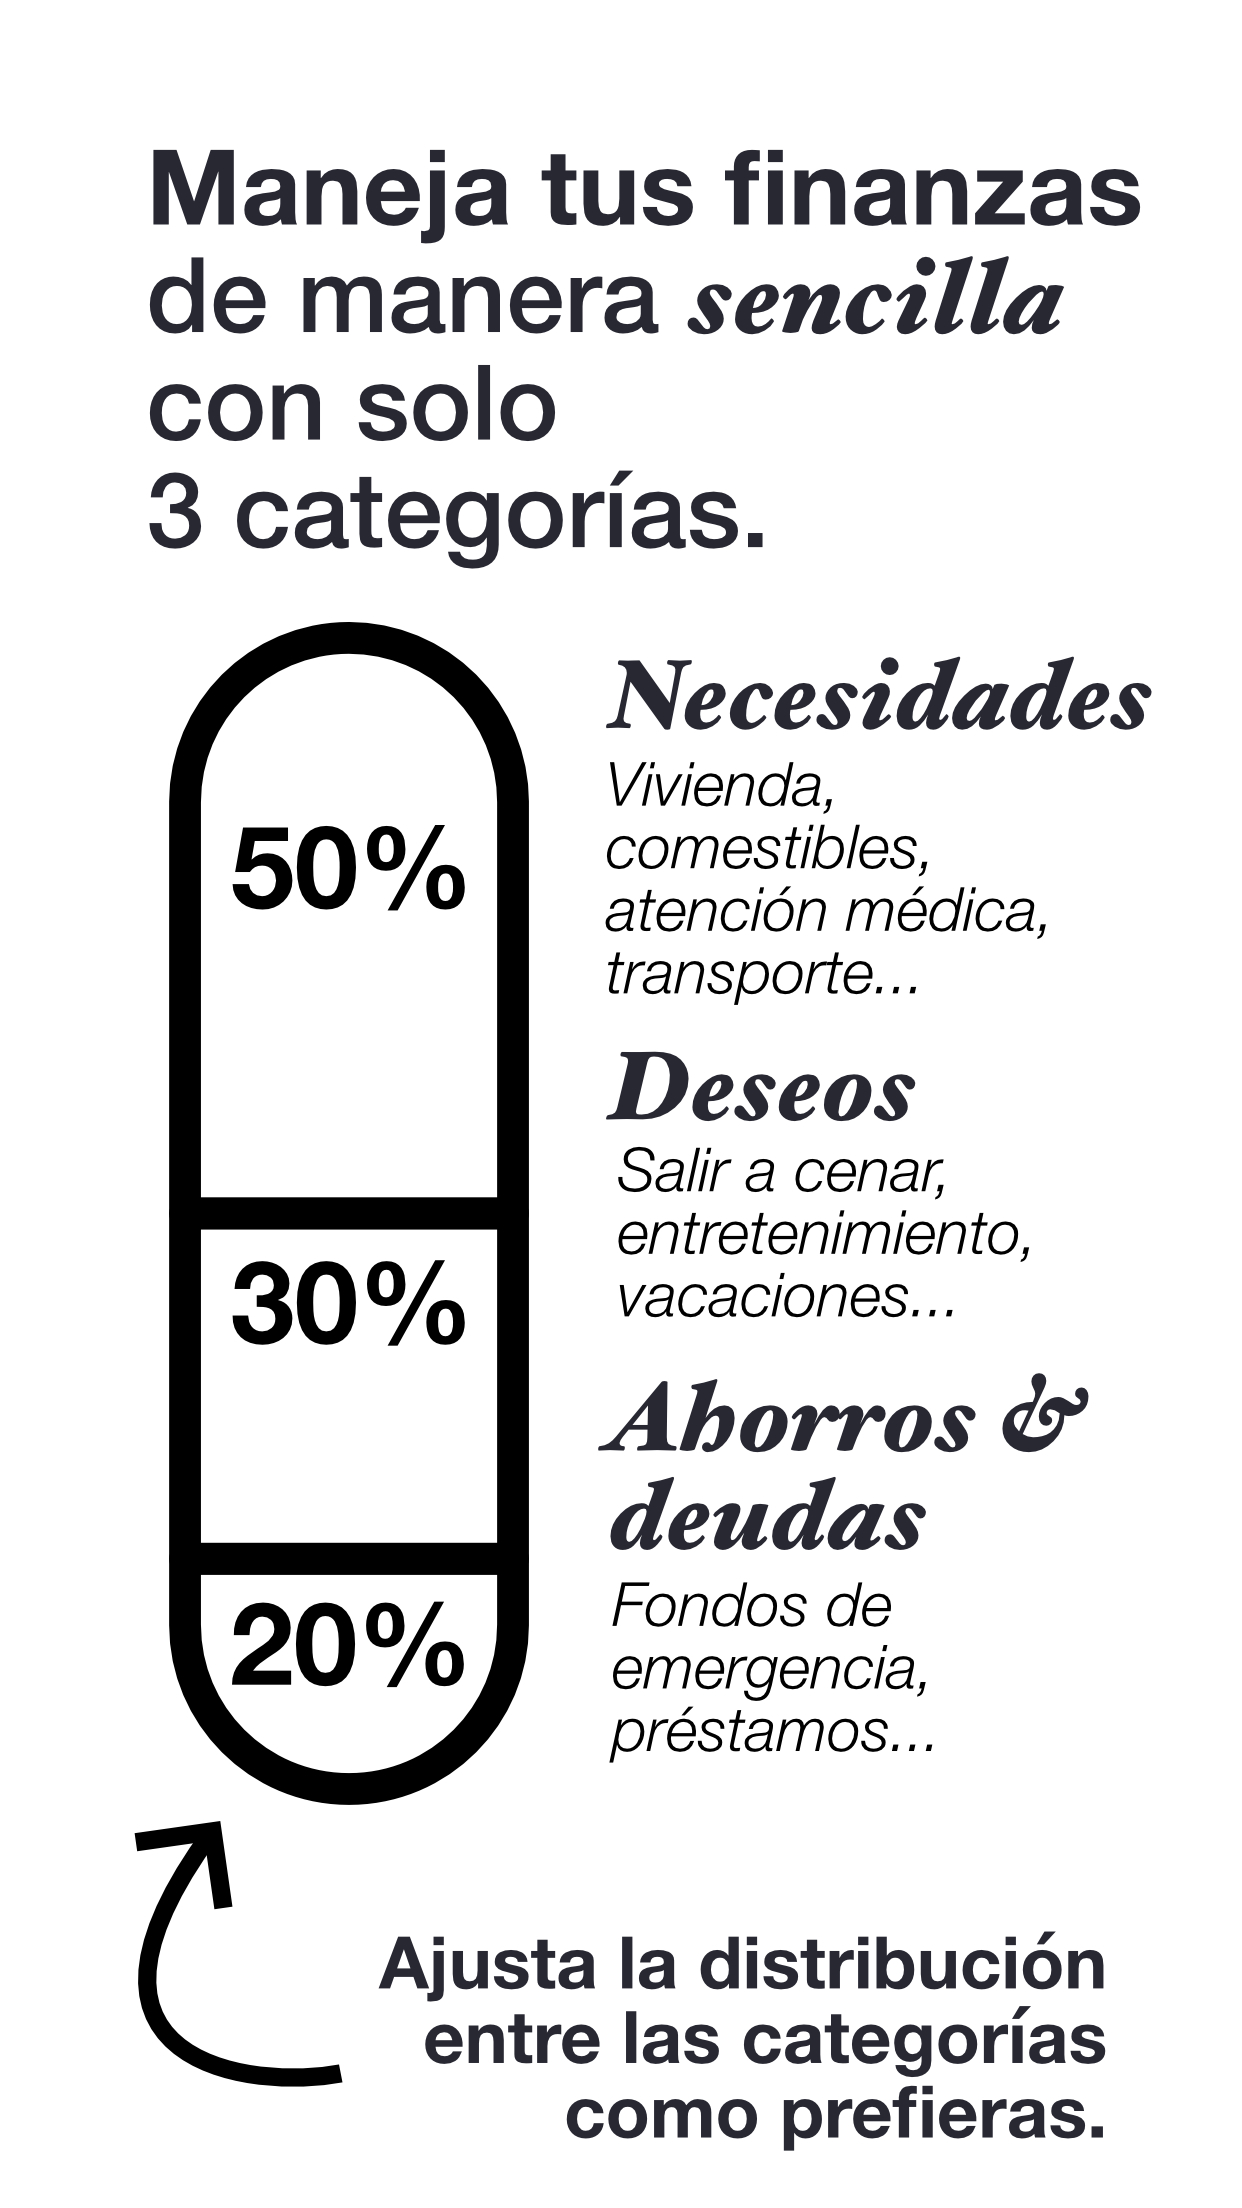 Maneja tus finanzas
de manera sencilla
con solo
3 categorías.
50%
Necesidades
Vivienda,
comestibles,
atención médica,
transporte...
30%
Deseos
Salir a cenar,
entretenimiento,
vacaciones...
20%
Ahorros &
deudas
Fondos de
emergencia,
préstamos...
Ajusta la distribución
entre las categorías
como prefieras.